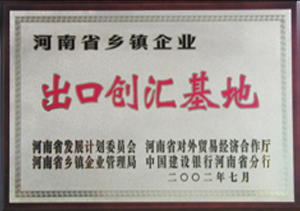 河南省乡镇企业
出口创汇基地
河南省发展计划委员会 河南省对外贸易经济合作厅
河南省乡镇企业管理局 中国建设银行河南省分行
二〇〇二年七月